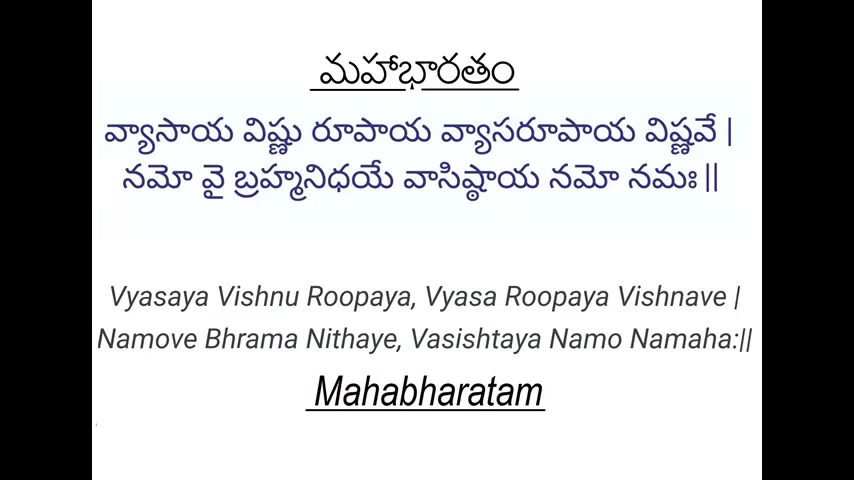 మహాభారతం
వ్యాసాయ విష్ణు రూపాయ వ్యాసరూపాయ విష్ణవే |
నమో వై బ్రహ్మనిధయే వాసిష్ఠాయ నమో నమః ||
Vyasaya Vishnu Roopaya, Vyasa Roopaya Vishnave |
Namove Bhrama Nithaye, Vasishtaya Namo Namaha:||
Mahabharatam